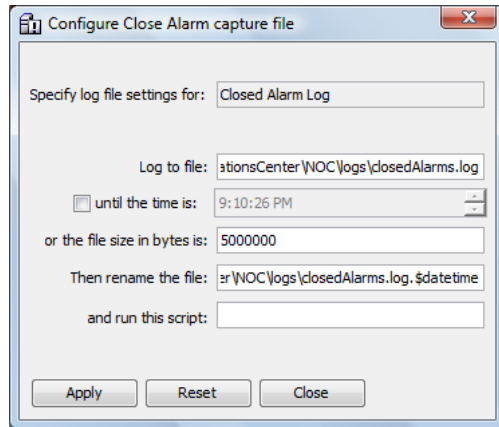 Configure Close Alarm capture file
Specify log file settings for: Closed Alarm Log
Log to file: ationsCenter\NOC\logs\closedAlarms.log
until the time is: 9:10:26 PM
or the file size in bytes is: 5000000
Then rename the file: er\NOC\logs\closedAlarms.log.$datetime
and run this script:
Apply Reset Close